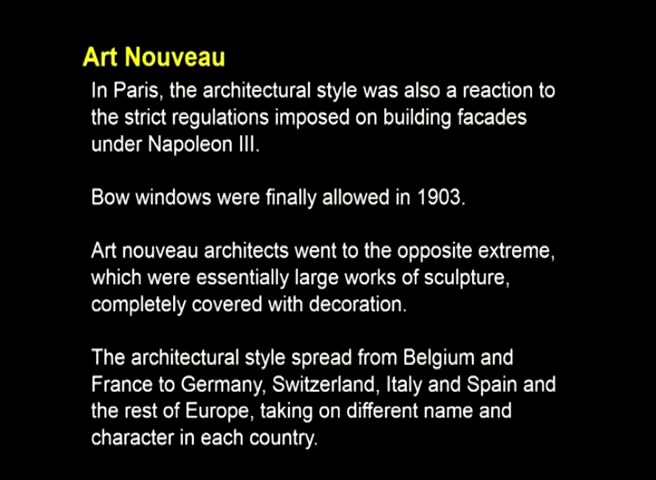 Art Nouveau
In Paris, the architectural style was also a reaction to
the strict regulations imposed on building facades
under Napoleon III.
Bow windows were finally allowed in 1903.
Art nouveau architects went to the opposite extreme,
which were essentially large works of sculpture,
completely covered with decoration.
The architectural style spread from Belgium and
France to Germany, Switzerland, Italy and Spain and
the rest of Europe, taking on different name and
character in each country.